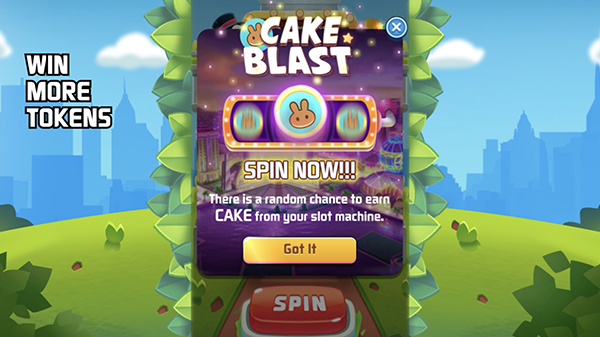 WIN
MORE
TOKENS
CAKE
BLAST
SPIN NOW!!!
There is a random chance to earn
CAKE from your slot machine.
Got It
SPIN